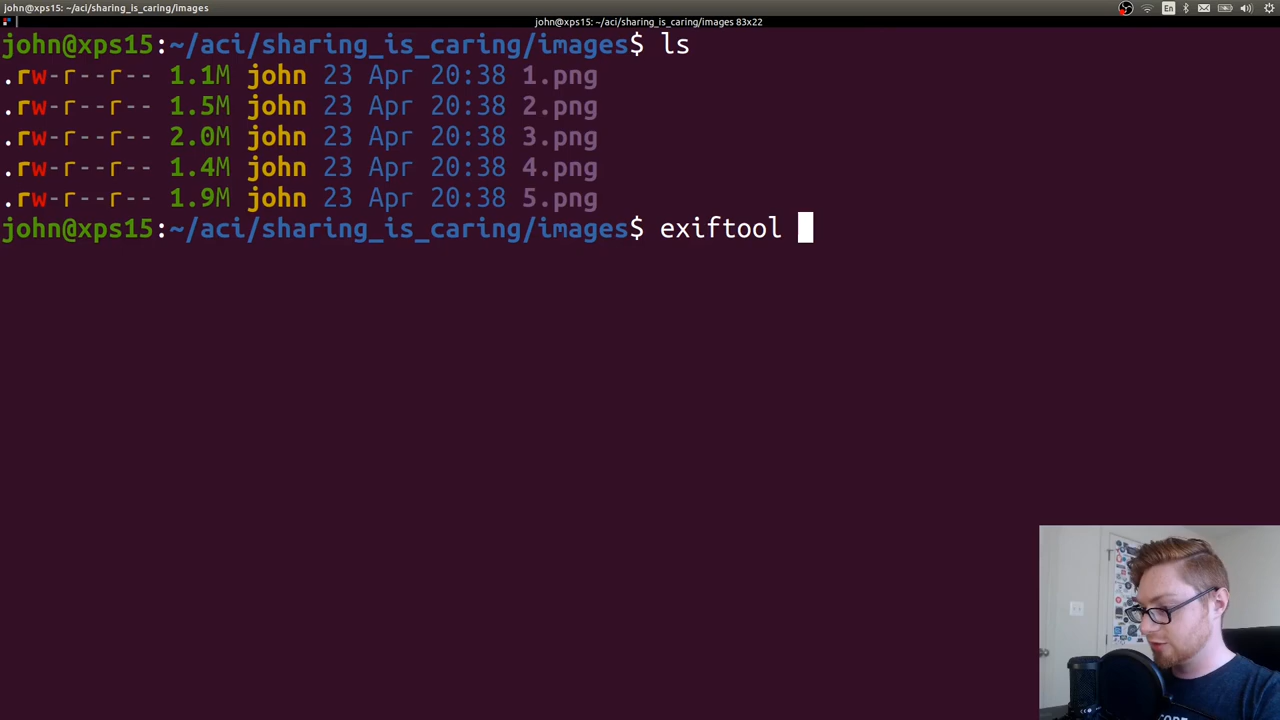 john@xps15: ~/aci/sharing_is_caring/images
En
john@xps15: ~/aci/sharing_is_caring/images 83x22
john@xps15:~/aci/sharing_is_caring/images$ ls
.rw-r--r-- 1.1M john 23 Apr 20:38 1.png
.rw-r--r-- 1.5M john 23 Apr 20:38 2.png
.rw-r--r-- 2.0M john 23 Apr 20:38 3.png
.rw-r--r-- 1.4M john 23 Apr 20:38 4.png
.rw-r--r-- 1.9M john 23 Apr 20:38 5.png
john@xps15:~/aci/sharing_is_caring/images$ exiftool